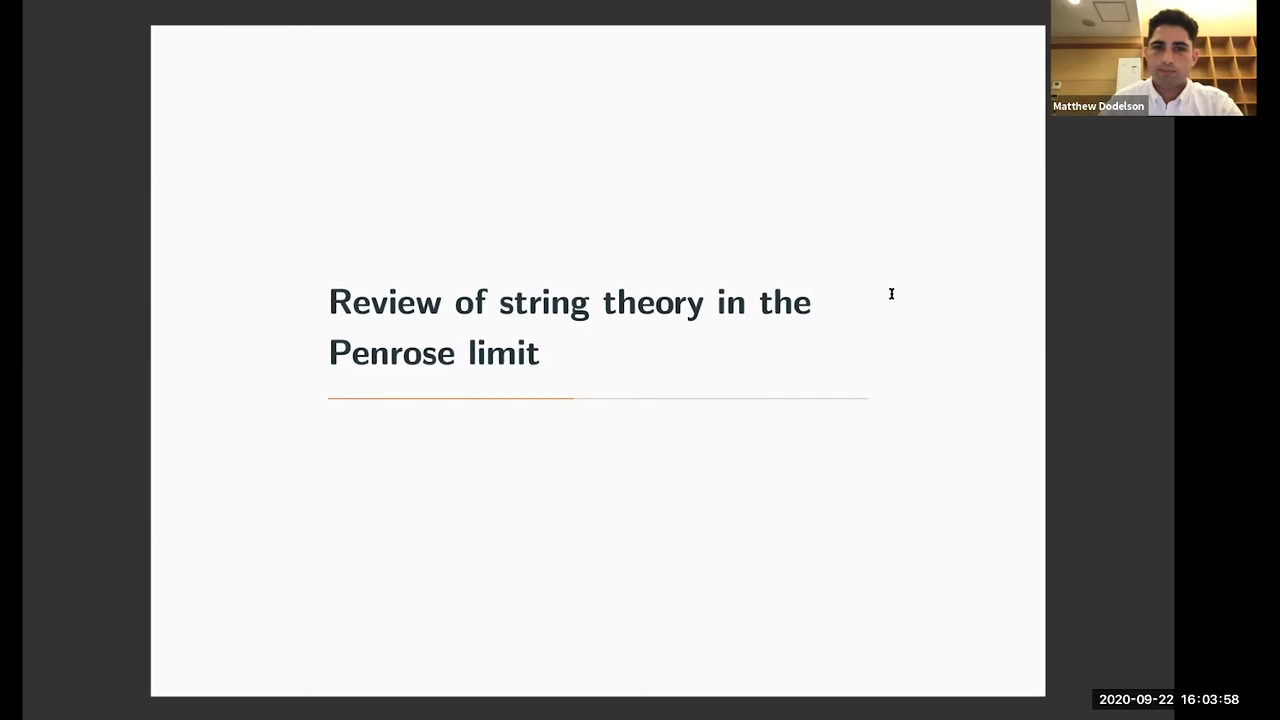 Matthew Dodelson
Review of string theory in the
Penrose limit
2020-09-22 16:03:58